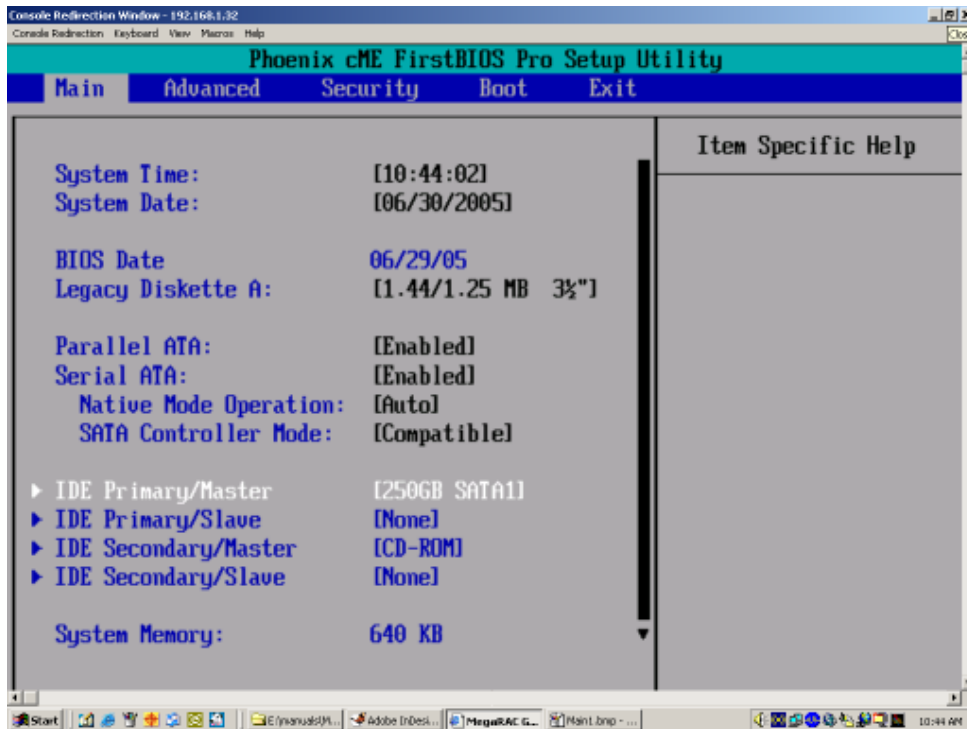 Console Redirection Window - 192.168.1.32
Console Redirection Keyboard View Macros Help
Clos
Phoenix cME FirstBIOS Pro Setup Utility
Main Advanced Security Boot Exit
Item Specific Help
System Time: [10:44:02]
System Date: [06/30/2005]
BIOS Date 06/29/05
Legacy Diskette A: [1.44/1.25 MB 3½"]
Parallel ATA: [Enabled]
Serial ATA: [Enabled]
Native Mode Operation: [Auto]
SATA Controller Mode: [Compatible]
IDE Primary/Master [250GB SATA1]
IDE Primary/Slave [None]
IDE Secondary/Master [CD-ROM]
IDE Secondary/Slave [None]
System Memory: 640 KB
Start E:\manuals\M... Adobe InDesi... MegaRAC G... Main1.bmp - ... 10:44 AM